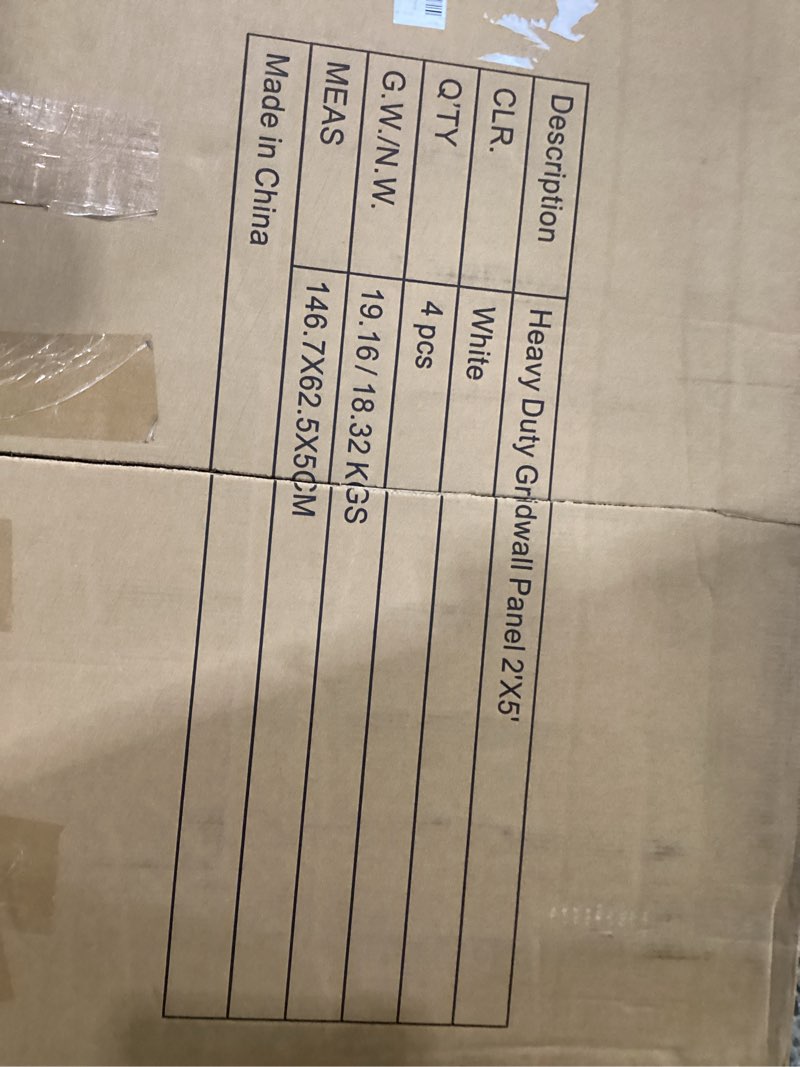 Description Heavy Duty Gridwall Panel 2'X5'
CLR. White
Q'TY 4 pcs
G.W./N.W. 19.16 / 18.32 KGS
MEAS 146.7X62.5X5CM
Made in China